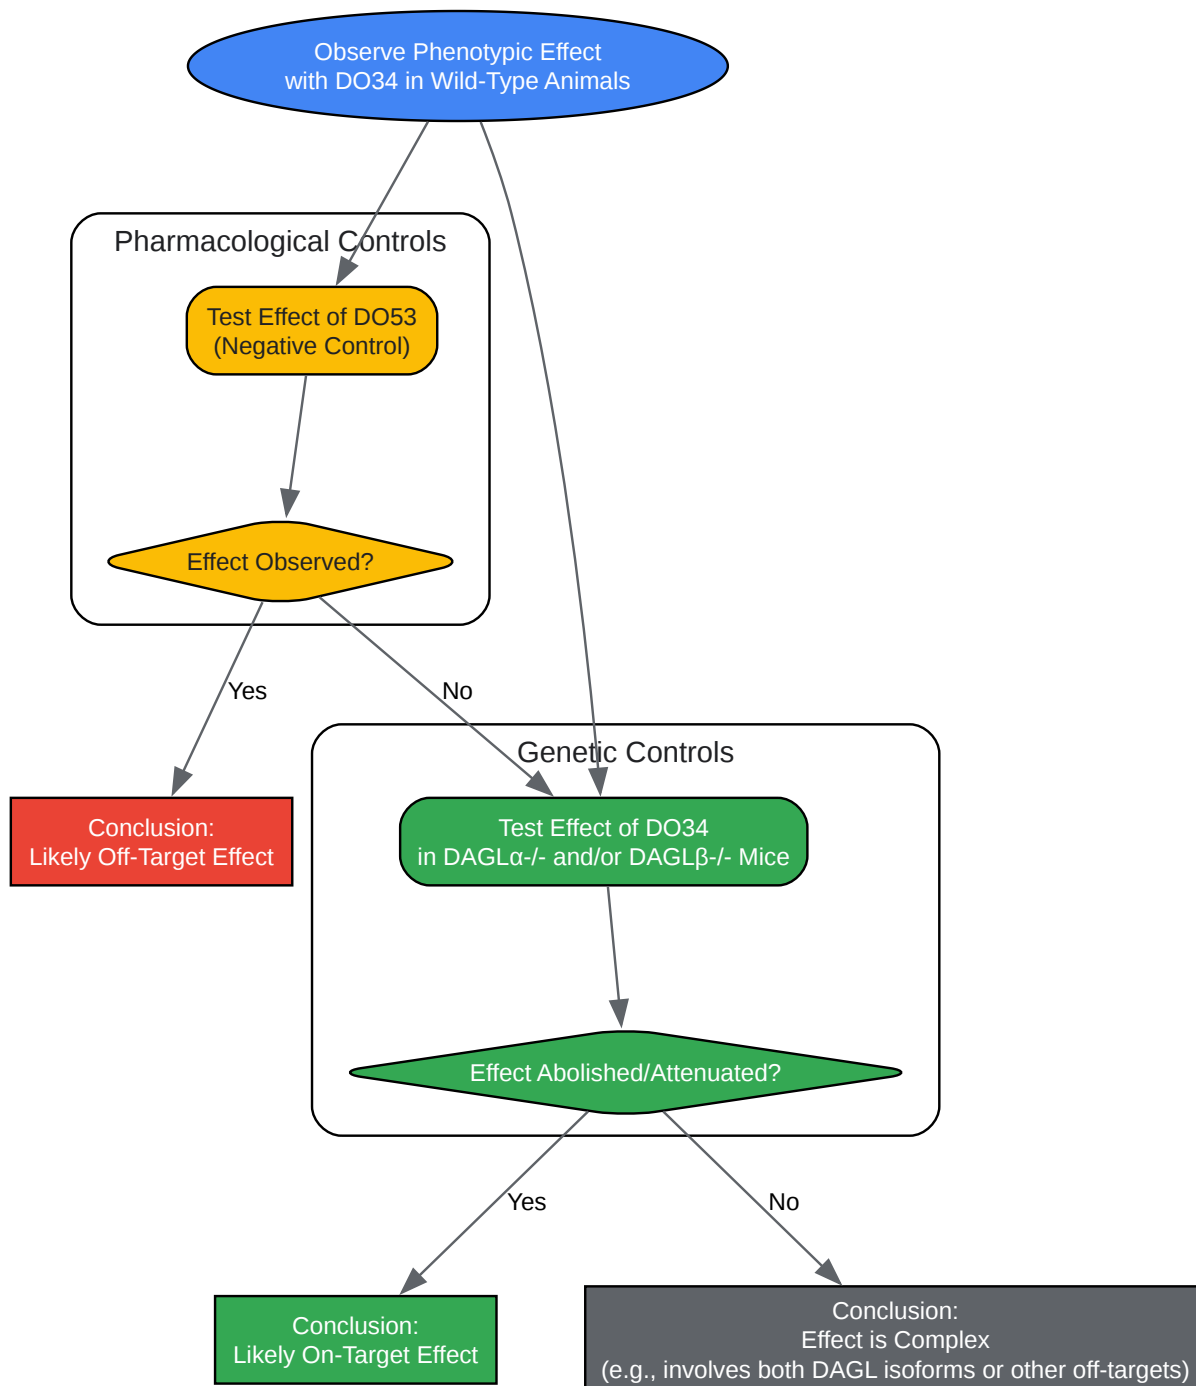 Observe Phenotypic Effect
with DO34 in Wild-Type Animals
Pharmacological Controls
Test Effect of DO53
(Negative Control)
Effect Observed?
Yes
No
Genetic Controls
Conclusion:
Likely Off-Target Effect
Test Effect of DO34
in DAGLα-/- and/or DAGLβ-/- Mice
Effect Abolished/Attenuated?
Yes
No
Conclusion:
Likely On-Target Effect
Conclusion:
Effect is Complex
(e.g., involves both DAGL isoforms or other off-targets)